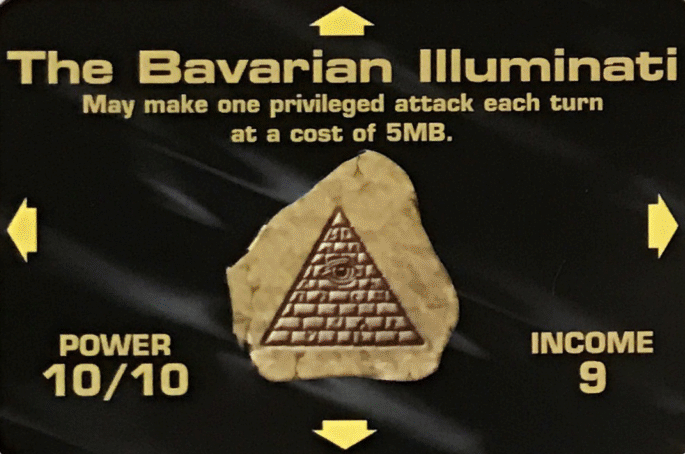 The Bavarian Illuminati
May make one privileged attack each turn
at a cost of 5MB.
POWER
10/10
INCOME
9